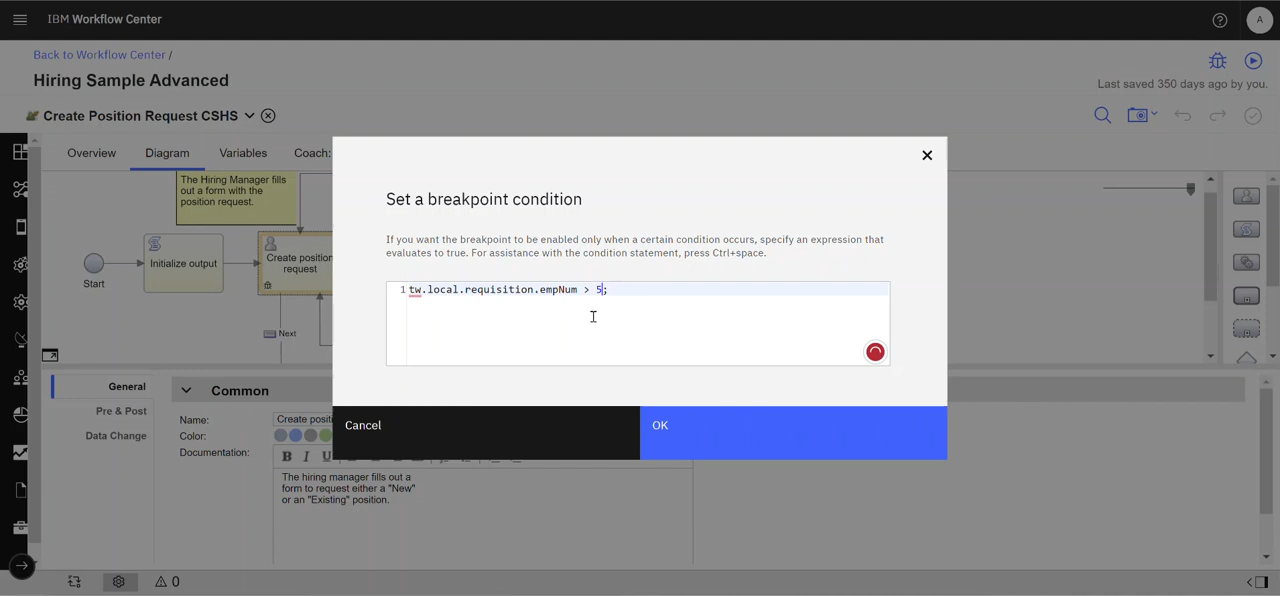 IBM Workflow Center
A
Back to Workflow Center /
Hiring Sample Advanced
Last saved 350 days ago by you.
Create Position Request CSHS
Overview
Diagram
Variables
Coach:
The Hiring Manager fills
out a form with the
position request.
Start
Initialize output
Create position
request
Next
Set a breakpoint condition
If you want the breakpoint to be enabled only when a certain condition occurs, specify an expression that
evaluates to true. For assistance with the condition statement, press Ctrl+space.
1 tw.local.requisition.empNum > 5;
Cancel
OK
General
Pre & Post
Data Change
Common
Name:
Create positi
Color:
Documentation:
B I U
The hiring manager fills out a
form to request either a "New"
or an "Existing" position.
0